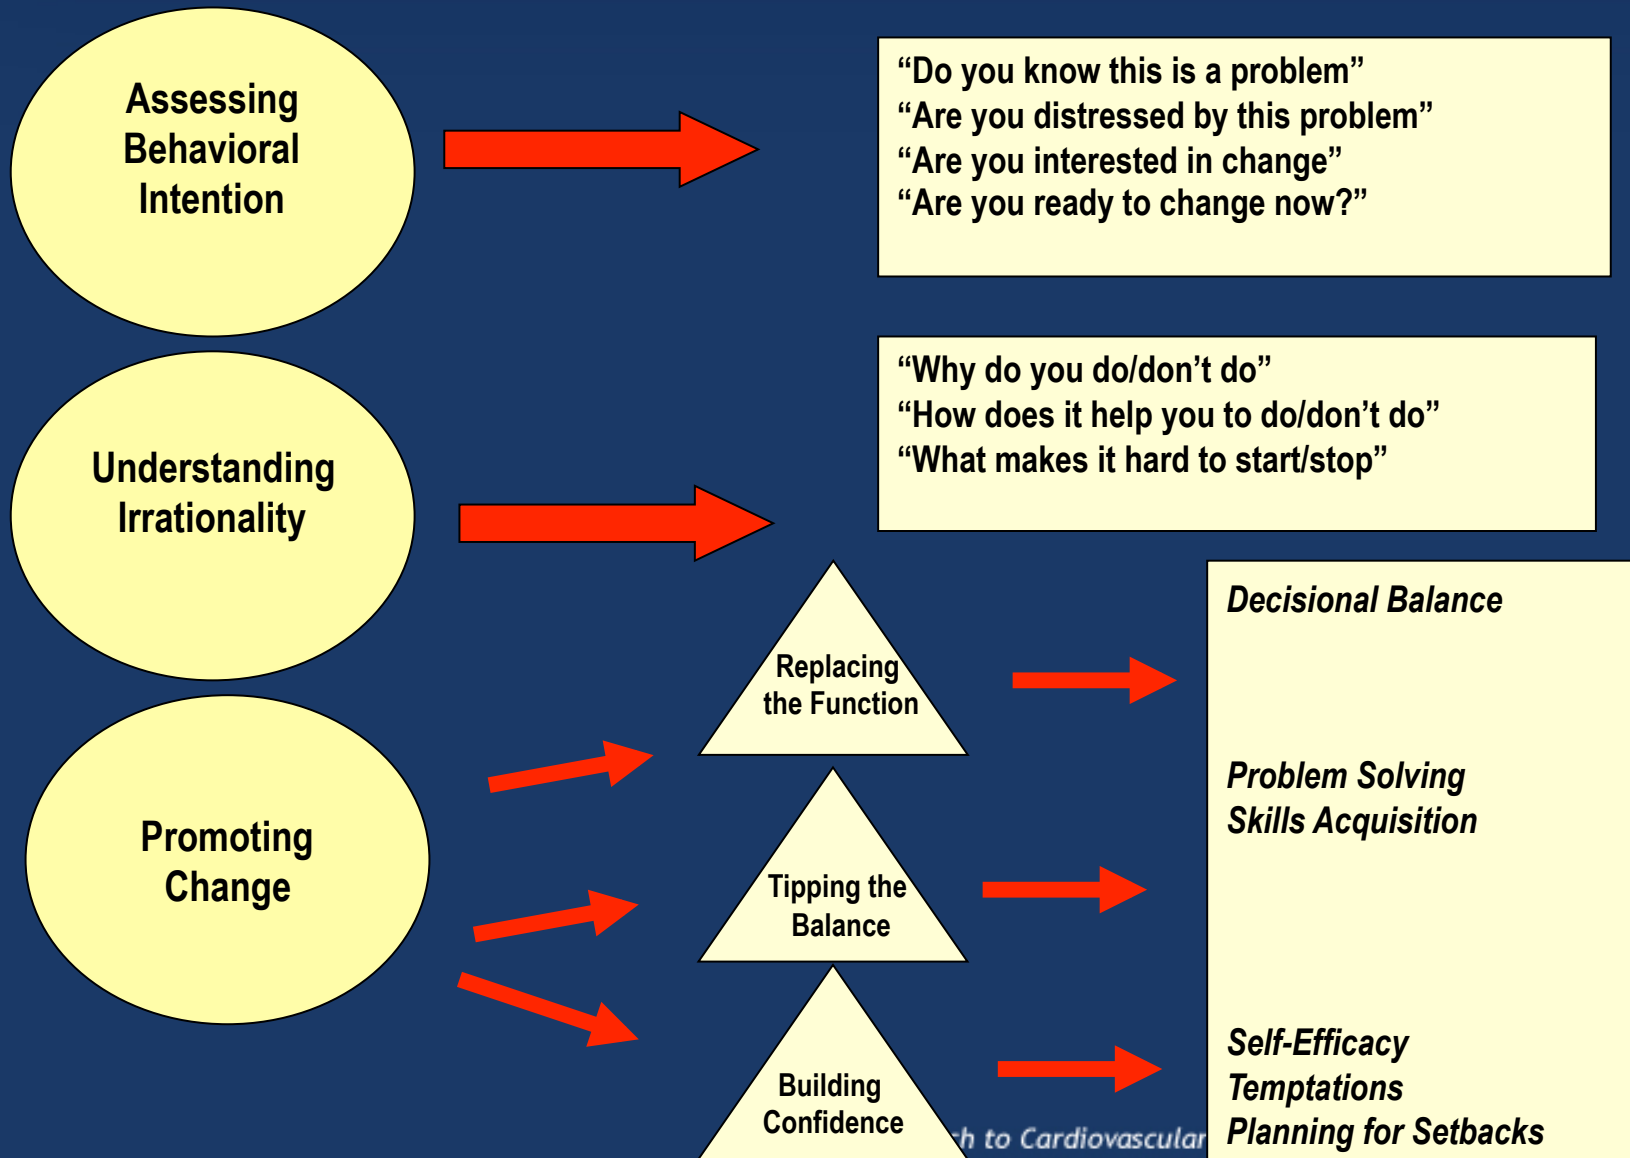 Assessing
Behavioral
Intention
“Do you know this is a problem”
“Are you distressed by this problem”
“Are you interested in change”
“Are you ready to change now?”
Understanding
Irrationality
“Why do you do/don’t do”
“How does it help you to do/don’t do”
“What makes it hard to start/stop”
Promoting
Change
Replacing
the Function
Decisional Balance
Tipping the
Balance
Problem Solving
Skills Acquisition
Building
Confidence
Self-Efficacy
Temptations
Planning for Setbacks
to Cardiovascular